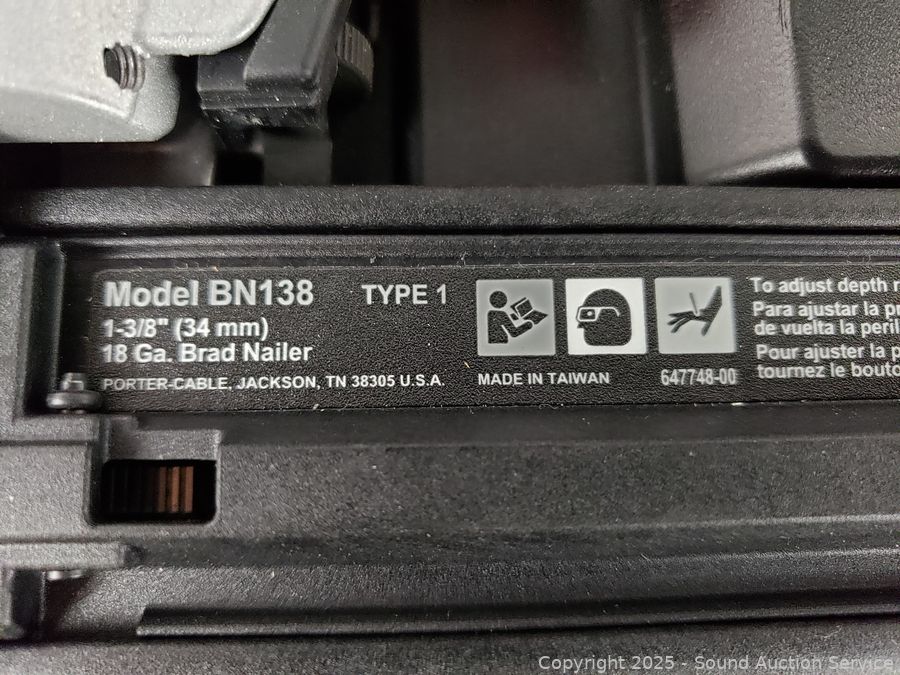 Model BN138 TYPE 1
1-3/8" (34 mm)
18 Ga. Brad Nailer
PORTER-CABLE, JACKSON, TN 38305 U.S.A. MADE IN TAIWAN 647748-00
To adjust depth
Para ajustar la
de vuelta la
Pour ajuster la
tournez le
Copyright 2025 - Sound Auction Service